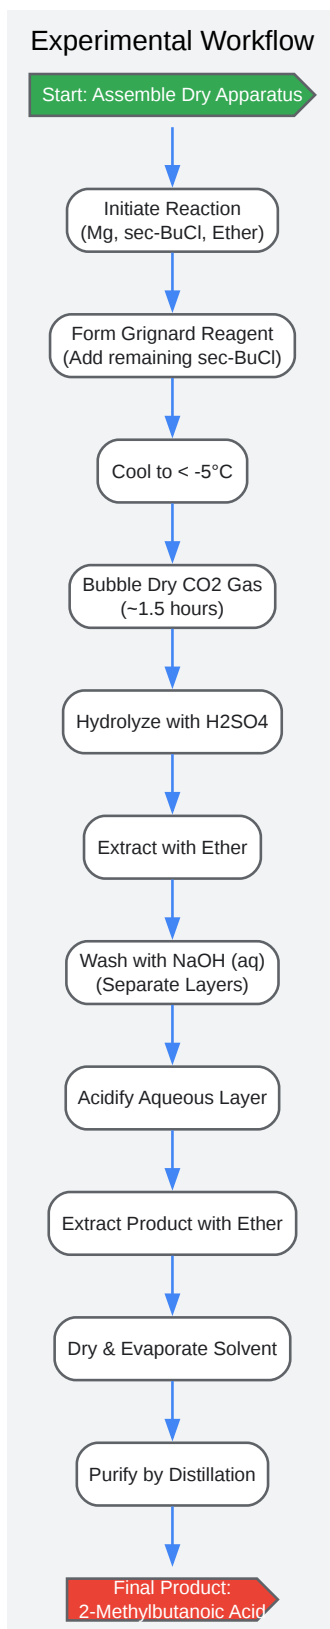 Experimental Workflow
Start: Assemble Dry Apparatus
Initiate Reaction
(Mg, sec-BuCl, Ether)
Form Grignard Reagent
(Add remaining sec-BuCl)
Cool to < -5°C
Bubble Dry CO2 Gas
(~1.5 hours)
Hydrolyze with H2SO4
Extract with Ether
Wash with NaOH (aq)
(Separate Layers)
Acidify Aqueous Layer
Extract Product with Ether
Dry & Evaporate Solvent
Purify by Distillation
Final Product:
2-Methylbutanoic Acid